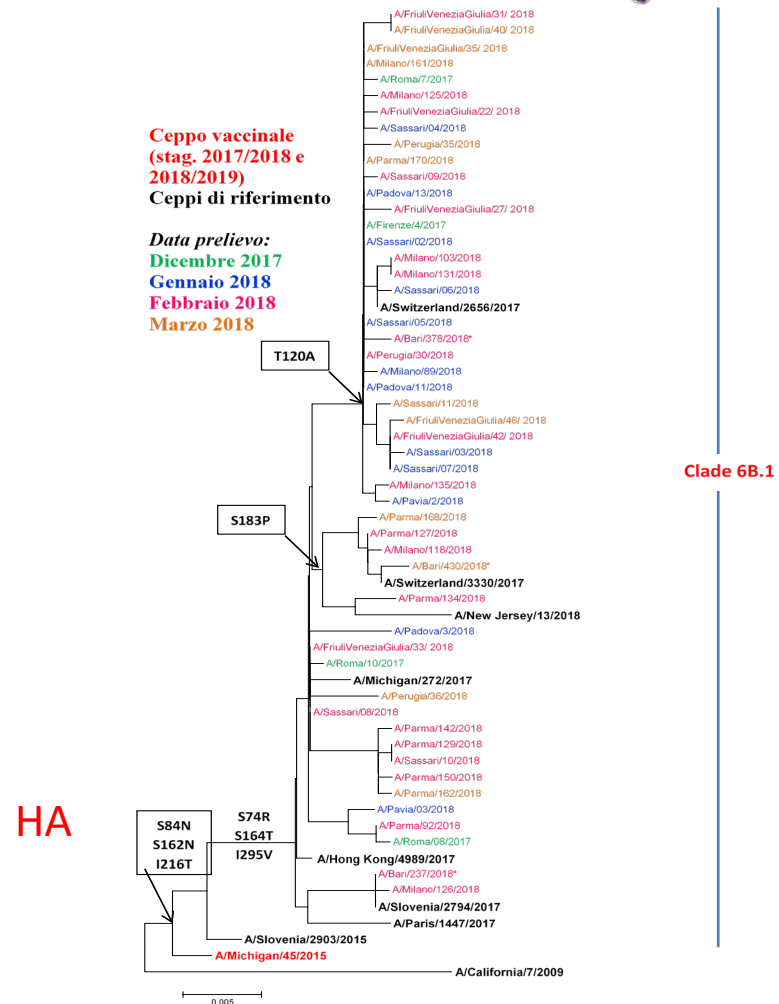 A/FriuliVeneziaGiulia/31/ 2018
A/FriuliVeneziaGiulia/40/ 2018
A/FriuliVeneziaGiulia/35/ 2018
A/Milano/161/2018
A/Roma/7/2017
A/Milano/125/2018
A/FriuliVeneziaGiulia/22/ 2018
A/Sassari/04/2018
A/Perugia/35/2018
A/Parma/170/2018
A/Sassari/09/2018
A/Padova/13/2018
A/FriuliVeneziaGiulia/27/ 2018
A/Firenze/4/2017
A/Sassari/02/2018
A/Milano/103/2018
A/Milano/131/2018
A/Sassari/06/2018
A/Switzerland/2656/2017
A/Sassari/05/2018
A/Bari/378/2018*
A/Perugia/30/2018
A/Milano/89/2018
A/Padova/11/2018
A/Sassari/11/2018
A/FriuliVeneziaGiulia/46/ 2018
A/FriuliVeneziaGiulia/42/ 2018
A/Sassari/03/2018
A/Sassari/07/2018
A/Milano/135/2018
A/Pavia/2/2018
A/Parma/168/2018
A/Parma/127/2018
A/Milano/118/2018
A/Bari/430/2018*
A/Switzerland/3330/2017
A/Parma/134/2018
A/New Jersey/13/2018
A/Padova/3/2018
A/FriuliVeneziaGiulia/33/ 2018
A/Roma/10/2017
A/Michigan/272/2017
A/Perugia/36/2018
A/Sassari/08/2018
A/Parma/142/2018
A/Parma/129/2018
A/Sassari/10/2018
A/Parma/150/2018
A/Parma/162/2018
A/Pavia/03/2018
A/Parma/92/2018
A/Roma/08/2017
A/Hong Kong/4989/2017
A/Bari/237/2018*
A/Milano/126/2018
A/Slovenia/2794/2017
A/Paris/1447/2017
A/Slovenia/2903/2015
A/Michigan/45/2015
A/California/7/2009
Ceppo vaccinale
(stag. 2017/2018 e
2018/2019)
Ceppi di riferimento
Data prelievo:
Dicembre 2017
Gennaio 2018
Febbraio 2018
Marzo 2018
T120A
S183P
S84N
S162N
I216T
S74R
S164T
I295V
HA
Clade 6B.1
0.005